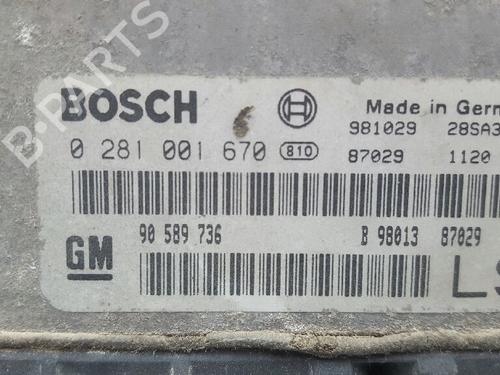 B-PARTS
BOSCH
Made in Germ
981029 28SA3
0 281 001 670 810
87029 1120
GM
90 589 736 B 98013 87029
LS